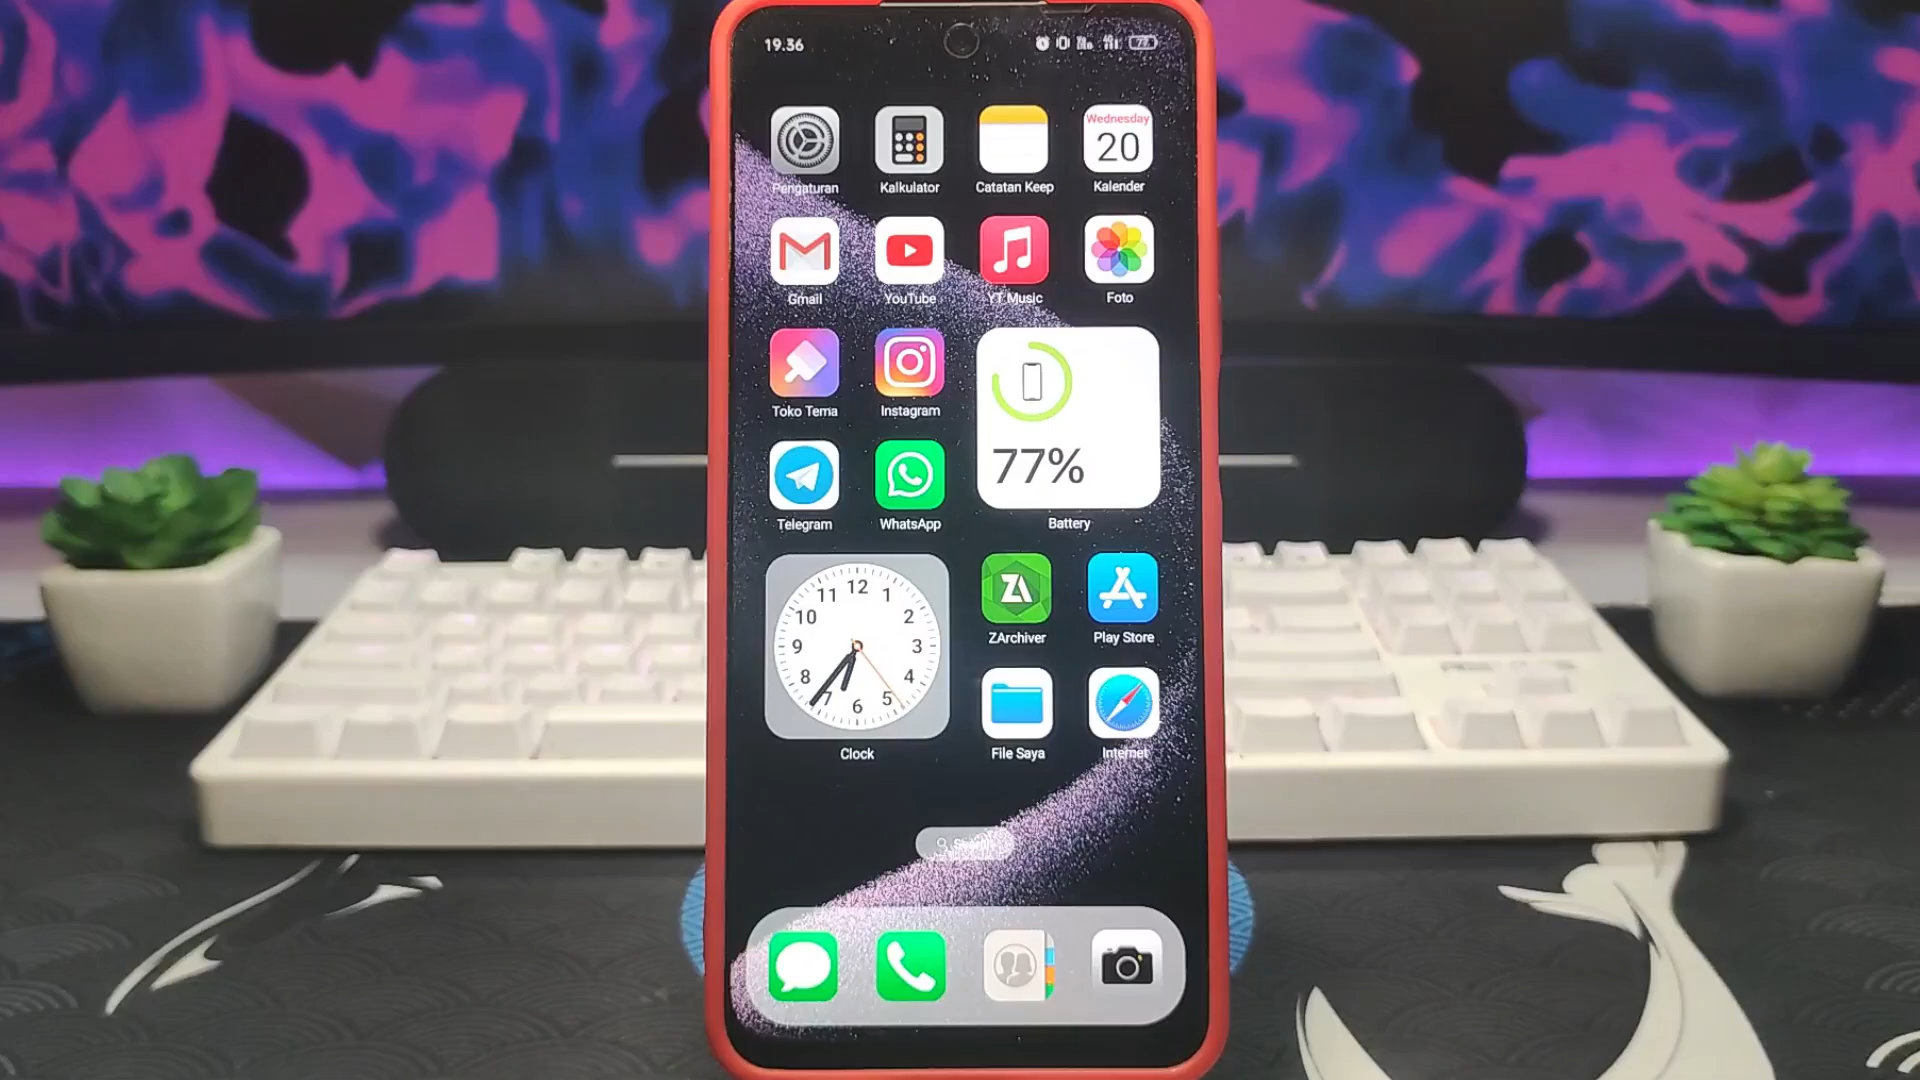 19.36
77
Pengaturan
Kalkulator
Catatan Keep
Wednesday
20
Kalender
Gmail
YouTube
YT Music
Foto
Toko Tema
Instagram
77%
Battery
Telegram
WhatsApp
12
1
2
3
4
5
6
7
8
9
10
11
Clock
ZA
ZArchiver
Play Store
File Saya
Internet